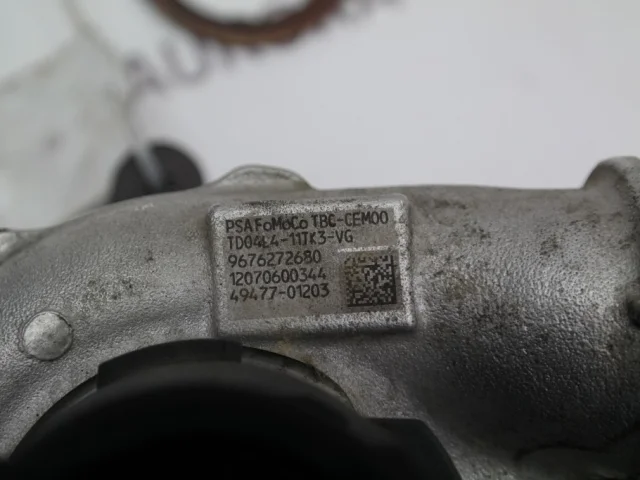 PSA FoMoCo TBC-CEM00
TD04L4-11TK3-VG
9676272680
12070600344
49477-01203